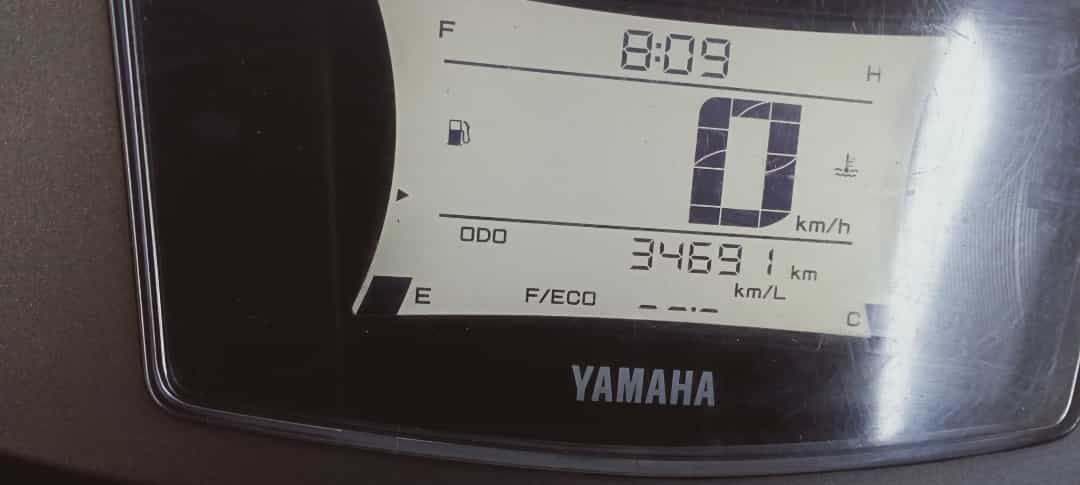 F 8:09 H
0 km/h
ODO 34691 km
E F/ECO --.- km/L C
YAMAHA